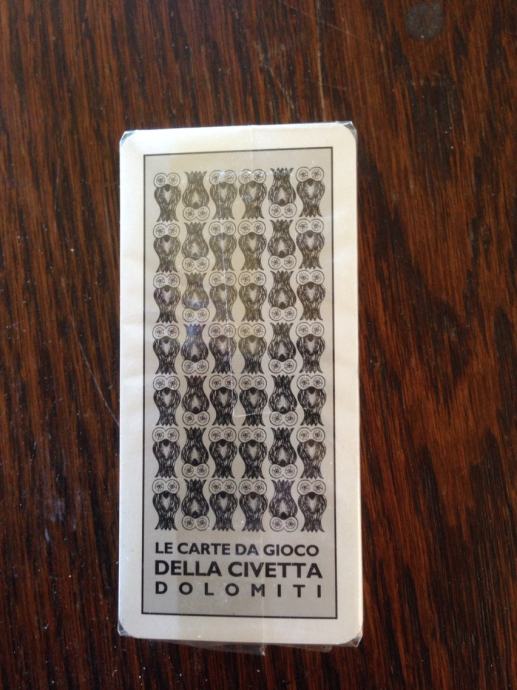 LE CARTE DA GIOCO
DELLA CIVETTA
DOLOMITI